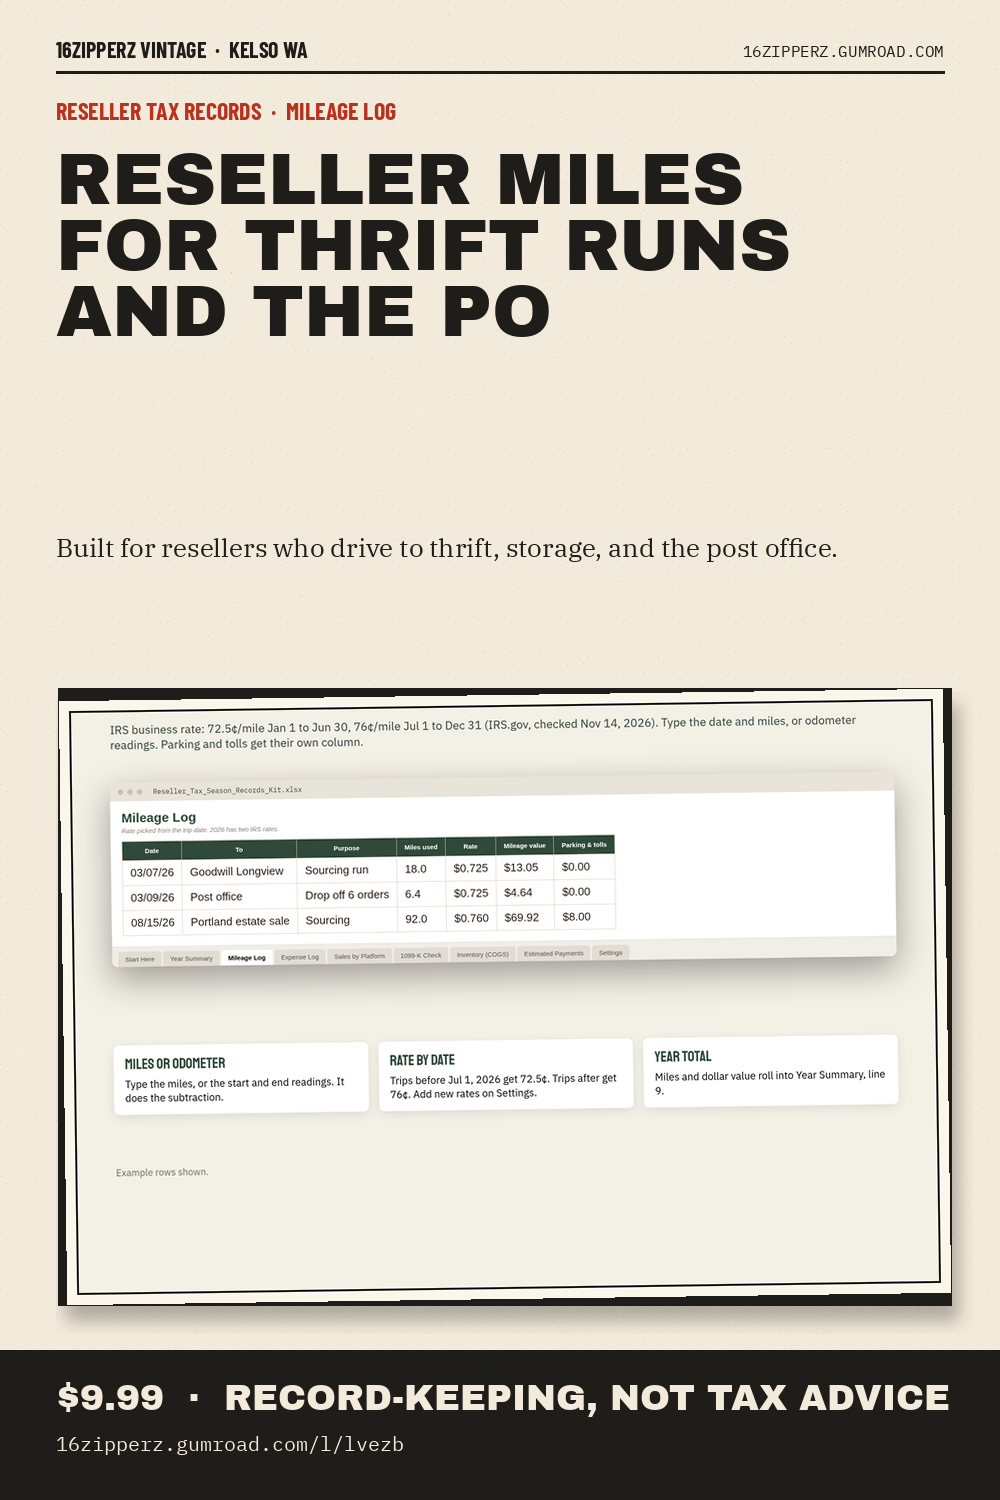 16ZIPPERZ VINTAGE · KELSO WA
16ZIPPERZ.GUMROAD.COM
RESELLER TAX RECORDS · MILEAGE LOG
RESELLER MILES
FOR THRIFT RUNS
AND THE PO
Built for resellers who drive to thrift, storage, and the post office.
IRS business rate: 72.5¢/mile Jan 1 to Jun 30, 76¢/mile Jul 1 to Dec 31 (IRS.gov, checked Nov 14, 2026). Type the date and miles, or odometer
readings. Parking and tolls get their own column.
Reseller_Tax_Season_Records_Kit.xlsx
Mileage Log
Rate picked from the trip date. 2026 has two IRS rates.
Date To Purpose Miles used Rate Mileage value Parking & tolls
03/07/26 Goodwill Longview Sourcing run 18.0 $0.725 $13.05 $0.00
03/09/26 Post office Drop off 6 orders 6.4 $0.725 $4.64 $0.00
08/15/26 Portland estate sale Sourcing 92.0 $0.760 $69.92 $8.00
Start Here Year Summary Mileage Log Expense Log Sales by Platform 1099-K Check Inventory (COGS) Estimated Payments Settings
MILES OR ODOMETER
Type the miles, or the start and end readings. It
does the subtraction.
RATE BY DATE
Trips before Jul 1, 2026 get 72.5¢. Trips after get
76¢. Add new rates on Settings.
YEAR TOTAL
Miles and dollar value roll into Year Summary, line
9.
Example rows shown.
$9.99 · RECORD-KEEPING, NOT TAX ADVICE
16zipperz.gumroad.com/l/lvezb